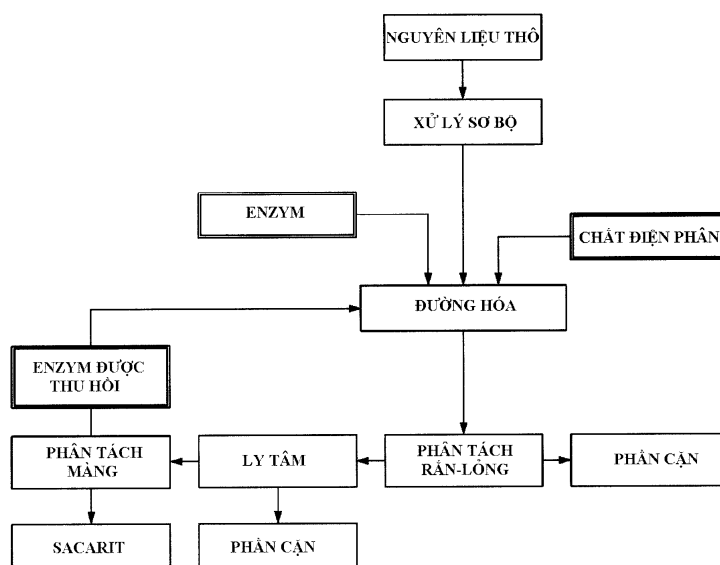 NGUYÊN LIỆU THÔ
XỬ LÝ SƠ BỘ
ENZYM
CHẤT ĐIỆN PHÂN
ĐƯỜNG HÓA
ENZYM ĐƯỢC
THU HỒI
PHÂN TÁCH
MÀNG
LY TÂM
PHÂN TÁCH
RẮN-LỎNG
PHẦN CẶN
SACARIT
PHẦN CẶN